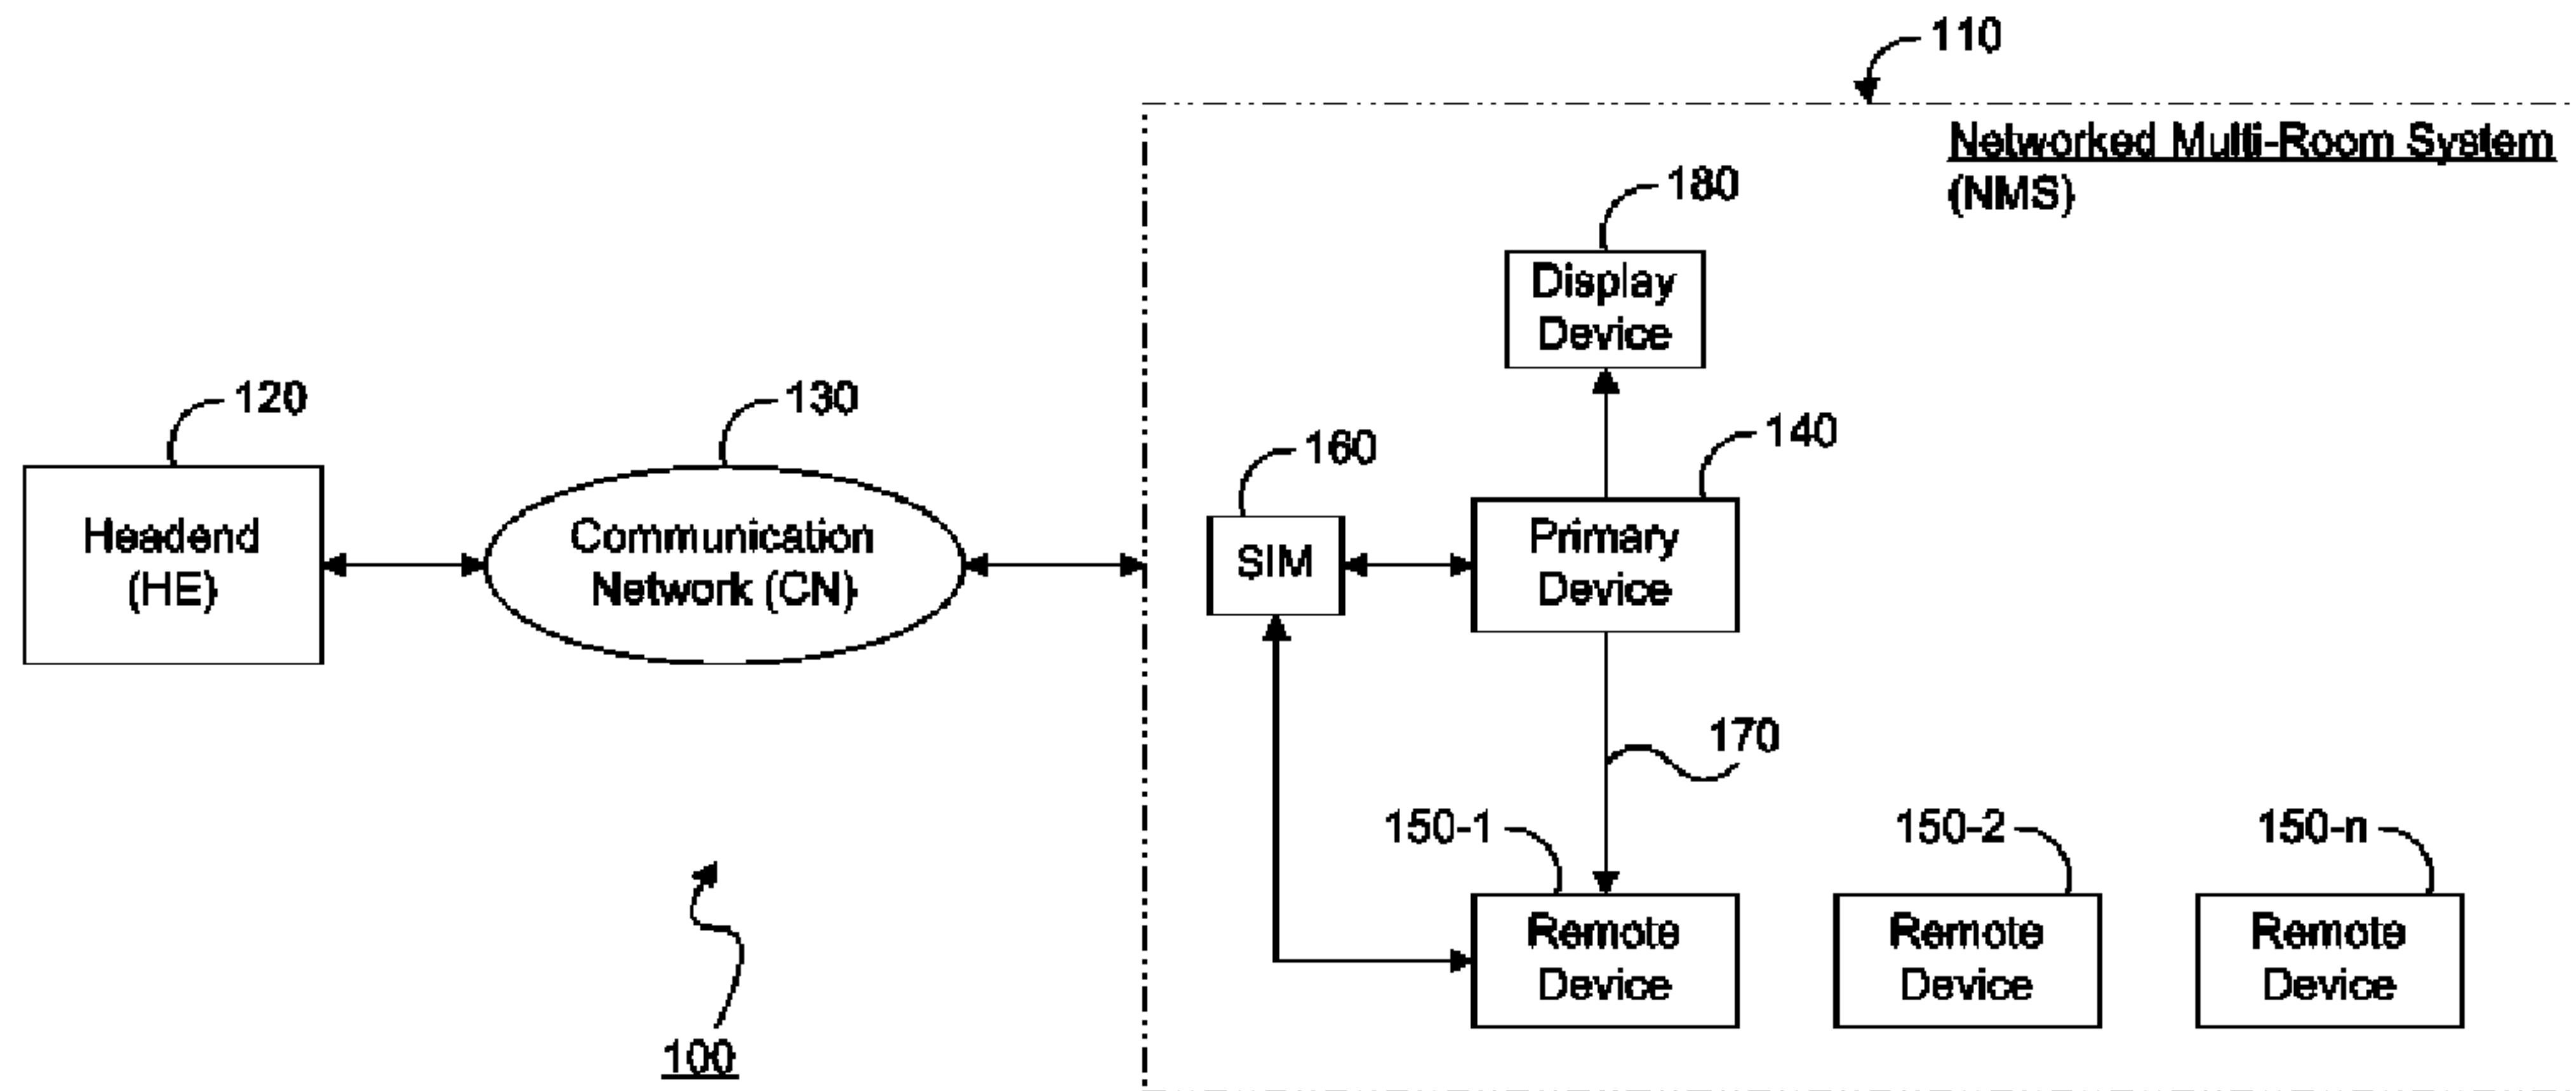 110
Networked Multi-Room System
(NMS)
180
Display
Device
120
130
160
140
Headend
(HE)
Communication
Network (CN)
SIM
Primary
Device
170
150-1
150-2
150-n
Remote
Device
Remote
Device
Remote
Device
100